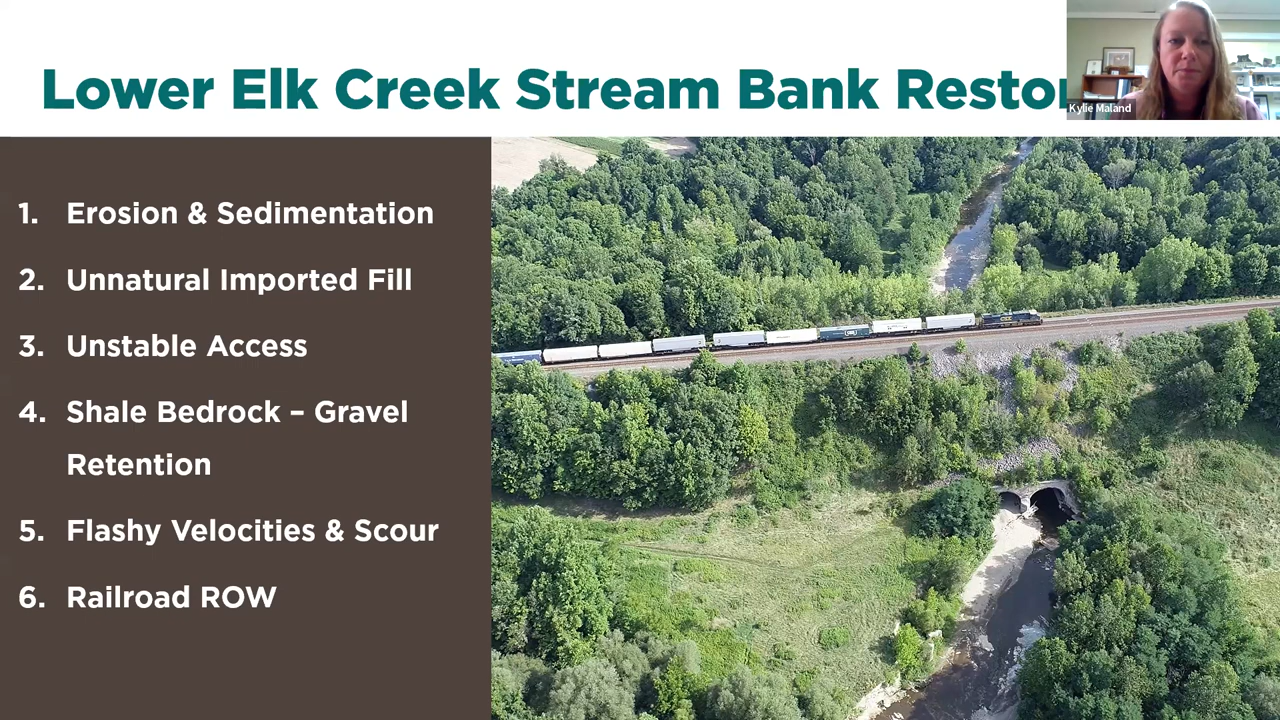 Lower Elk Creek Stream Bank Resto
Kylie Maland
1. Erosion & Sedimentation
2. Unnatural Imported Fill
3. Unstable Access
4. Shale Bedrock – Gravel
Retention
5. Flashy Velocities & Scour
6. Railroad ROW